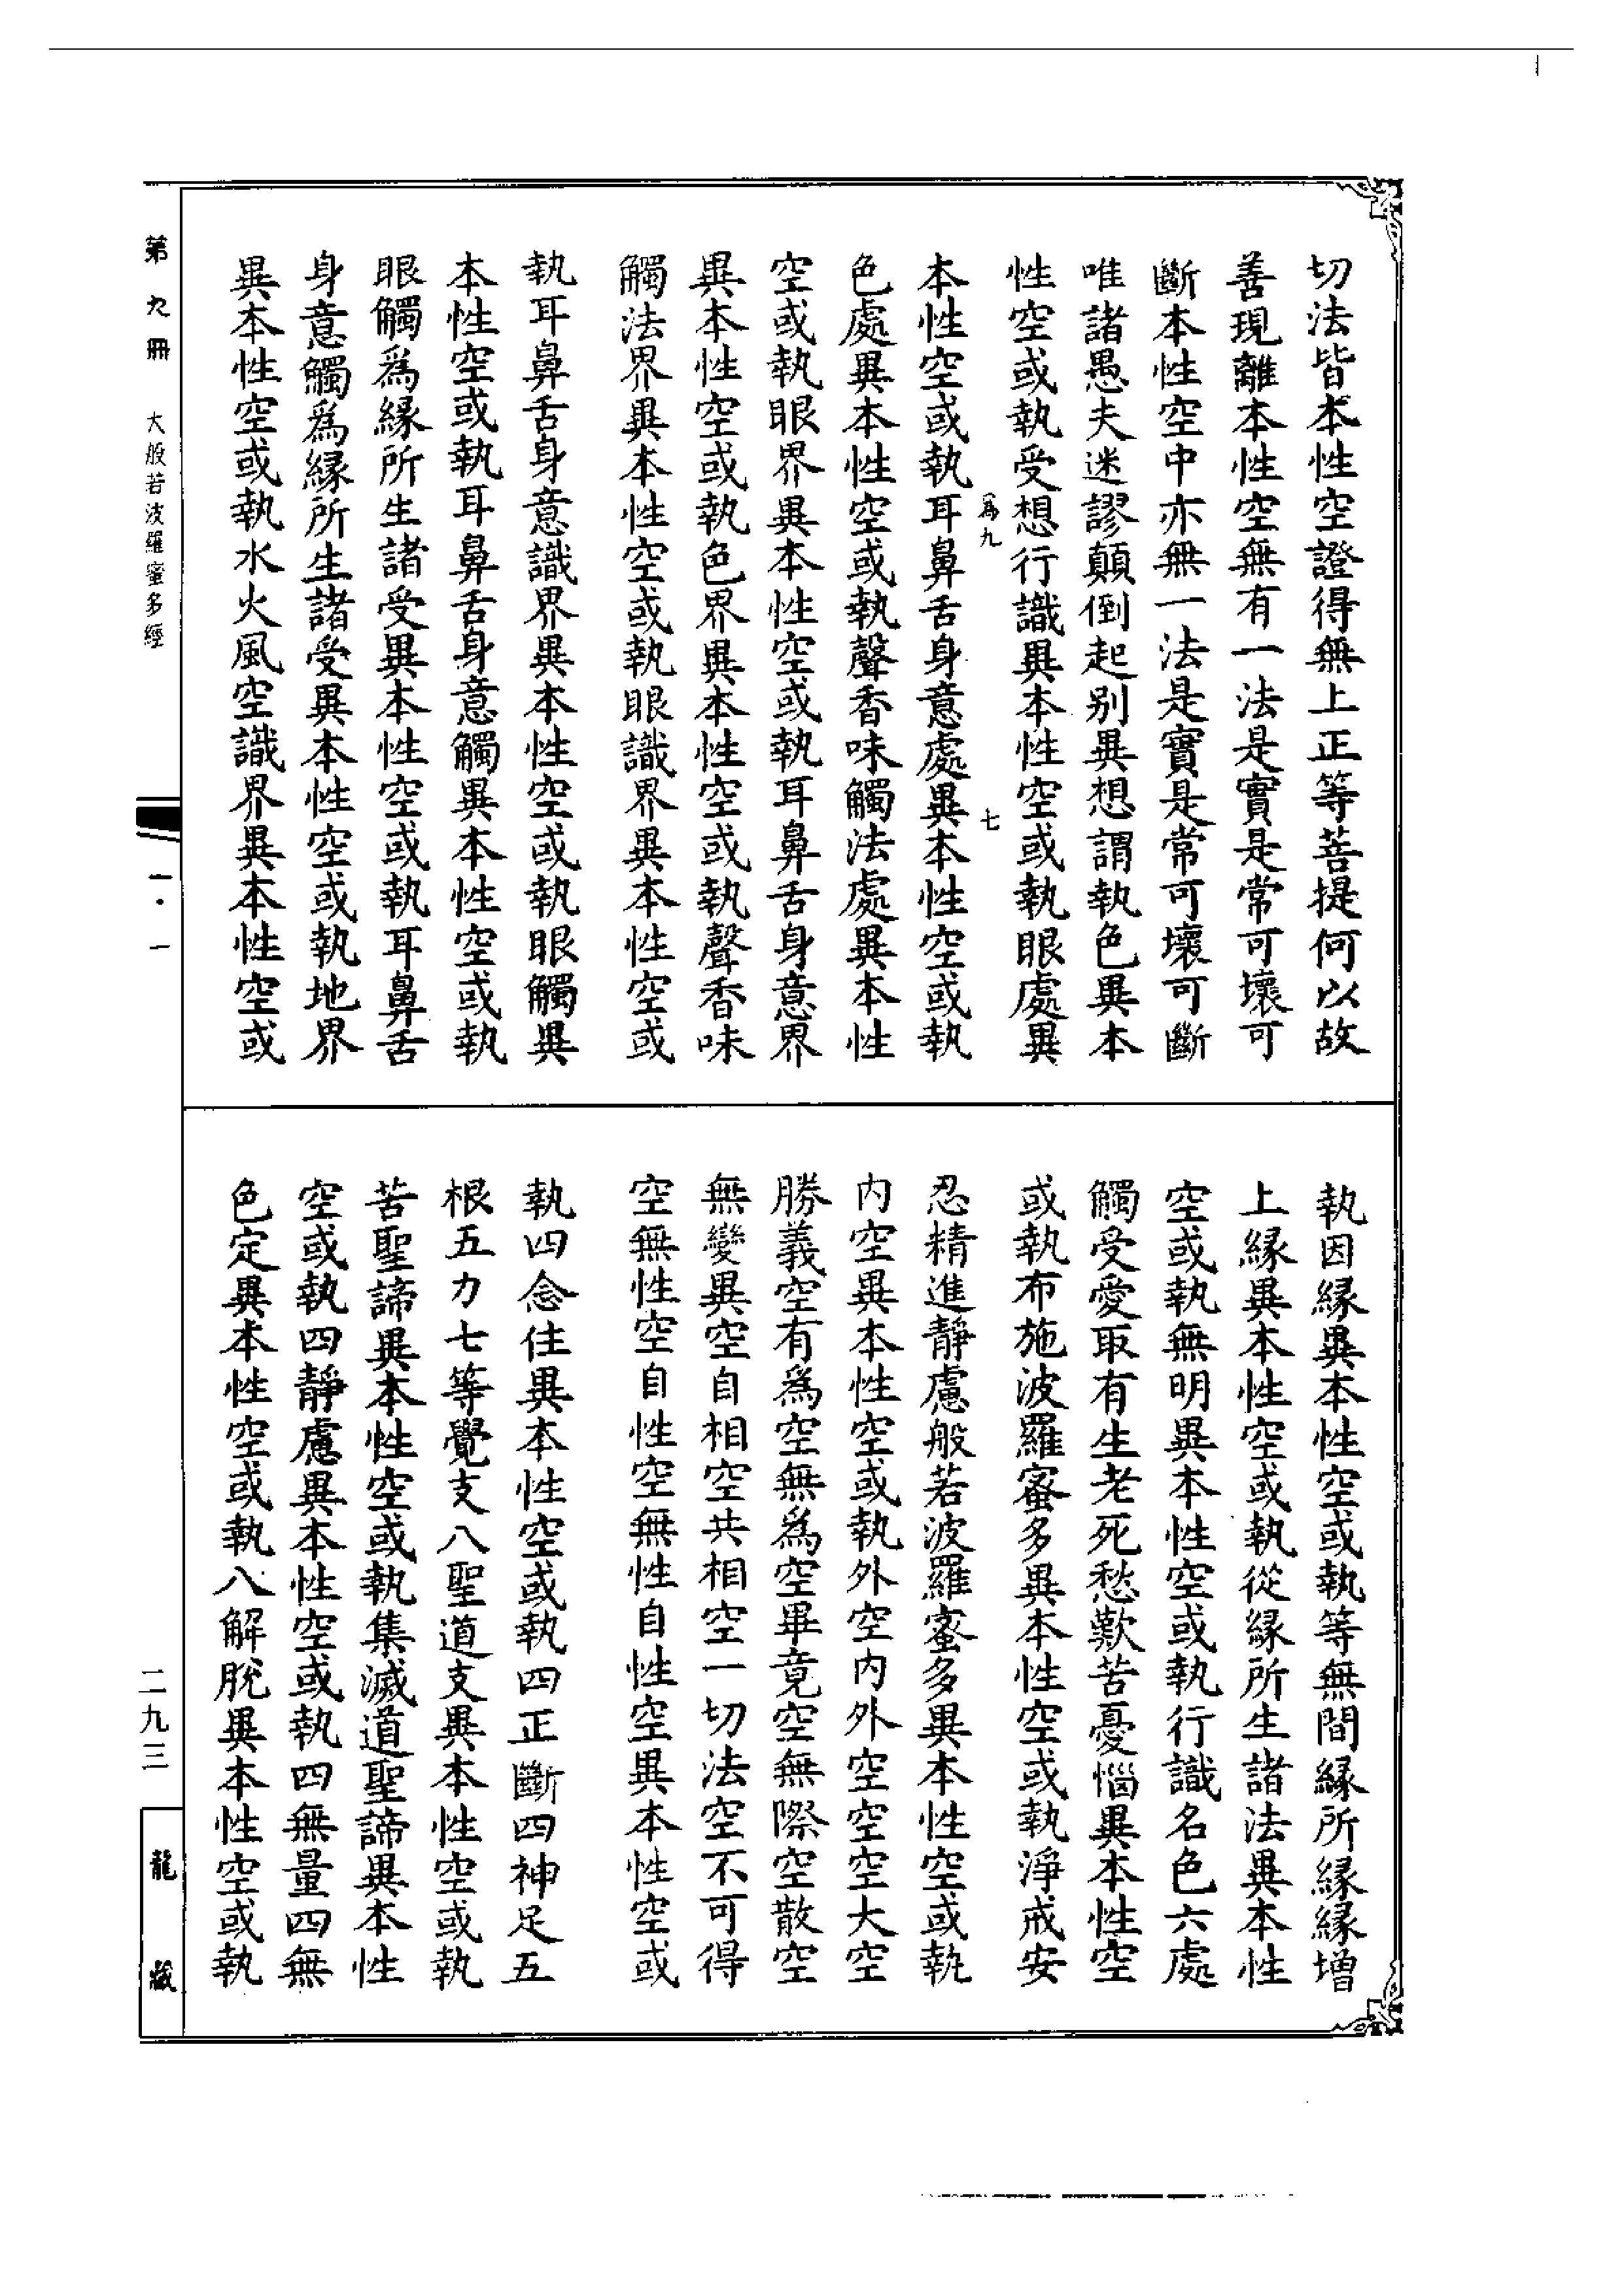 切法皆本性空證得無上正等菩提何以故
善現離本性空無有一法是實是常可壞可
斷本性空中亦無一法是實是常可壞可斷
唯諸愚夫迷謬顛倒起别異想謂執色異本
性空或執受想行識異本性空或執眼處異
爲九 七
本性空或執耳鼻舌身意處異本性空或執
色處異本性空或執聲香味觸法處異本性
空或執眼界異本性空或執耳鼻舌身意界
異本性空或執色界異本性空或執聲香味
觸法界異本性空或執眼識界異本性空或
執耳鼻舌身意識界異本性空或執眼觸異
本性空或執耳鼻舌身意觸異本性空或執
眼觸爲緣所生諸受異本性空或執耳鼻舌
身意觸爲緣所生諸受異本性空或執地界
異本性空或執水火風空識界異本性空或
執因緣異本性空或執等無間緣所緣緣增
上緣異本性空或執從緣所生諸法異本性
空或執無明異本性空或執行識名色六處
觸受愛取有生老死愁歎苦憂惱異本性空
或執布施波羅蜜多異本性空或執淨戒安
忍精進靜慮般若波羅蜜多異本性空或執
内空異本性空或執外空内外空空空大空
勝義空有爲空無爲空畢竟空無際空散空
無變異空自相空共相空一切法空不可得
空無性空自性空無性自性空異本性空或
執四念住異本性空或執四正斷四神足五
根五力七等覺支八聖道支異本性空或執
苦聖諦異本性空或執集滅道聖諦異本性
空或執四靜慮異本性空或執四無量四無
色定異本性空或執八解脫異本性空或執
第九冊 大般若波羅蜜多經
一·一
二九三
龍藏